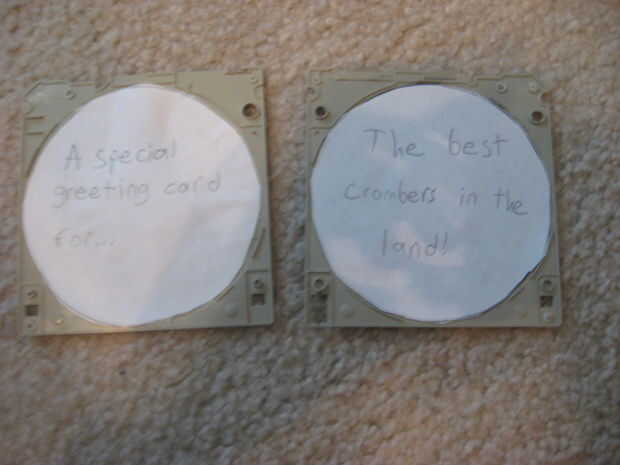 A special
greeting card
for...
The best
crombers in the
land!